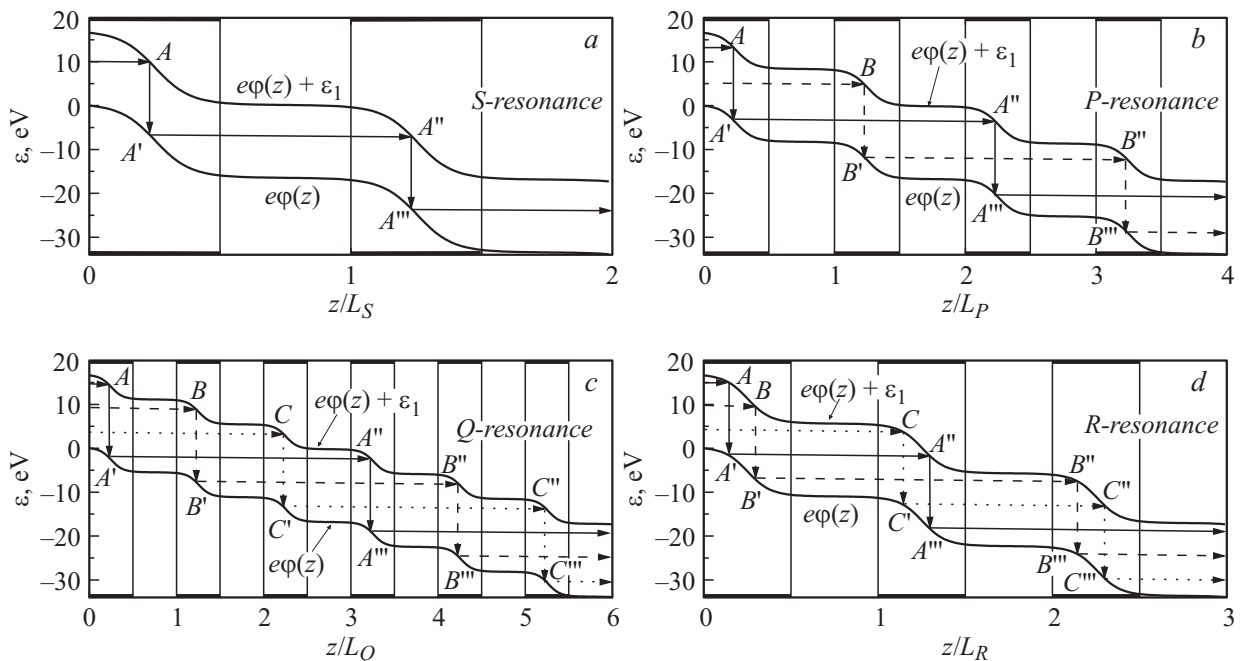 20
10
0
–10
–20
–30
ε, eV
A
A'
eφ(z) + ε1
eφ(z)
A''
A'''
a
S-resonance
0
1
2
z/LS
20
10
0
–10
–20
–30
ε, eV
A
A'
B
B'
eφ(z) + ε1
A''
eφ(z)
A'''
B''
B'''
b
P-resonance
0
1
2
3
4
z/LP
20
10
0
–10
–20
–30
ε, eV
A
A'
B
B'
C
C'
eφ(z) + ε1
eφ(z)
A''
A'''
B''
B'''
C''
C'''
c
Q-resonance
0
1
2
3
4
5
6
z/LQ
20
10
0
–10
–20
–30
ε, eV
A
A'
B
B'
eφ(z) + ε1
eφ(z)
C
C'
A''
A'''
B''
B'''
C''
C'''
d
R-resonance
0
1
2
3
z/LR